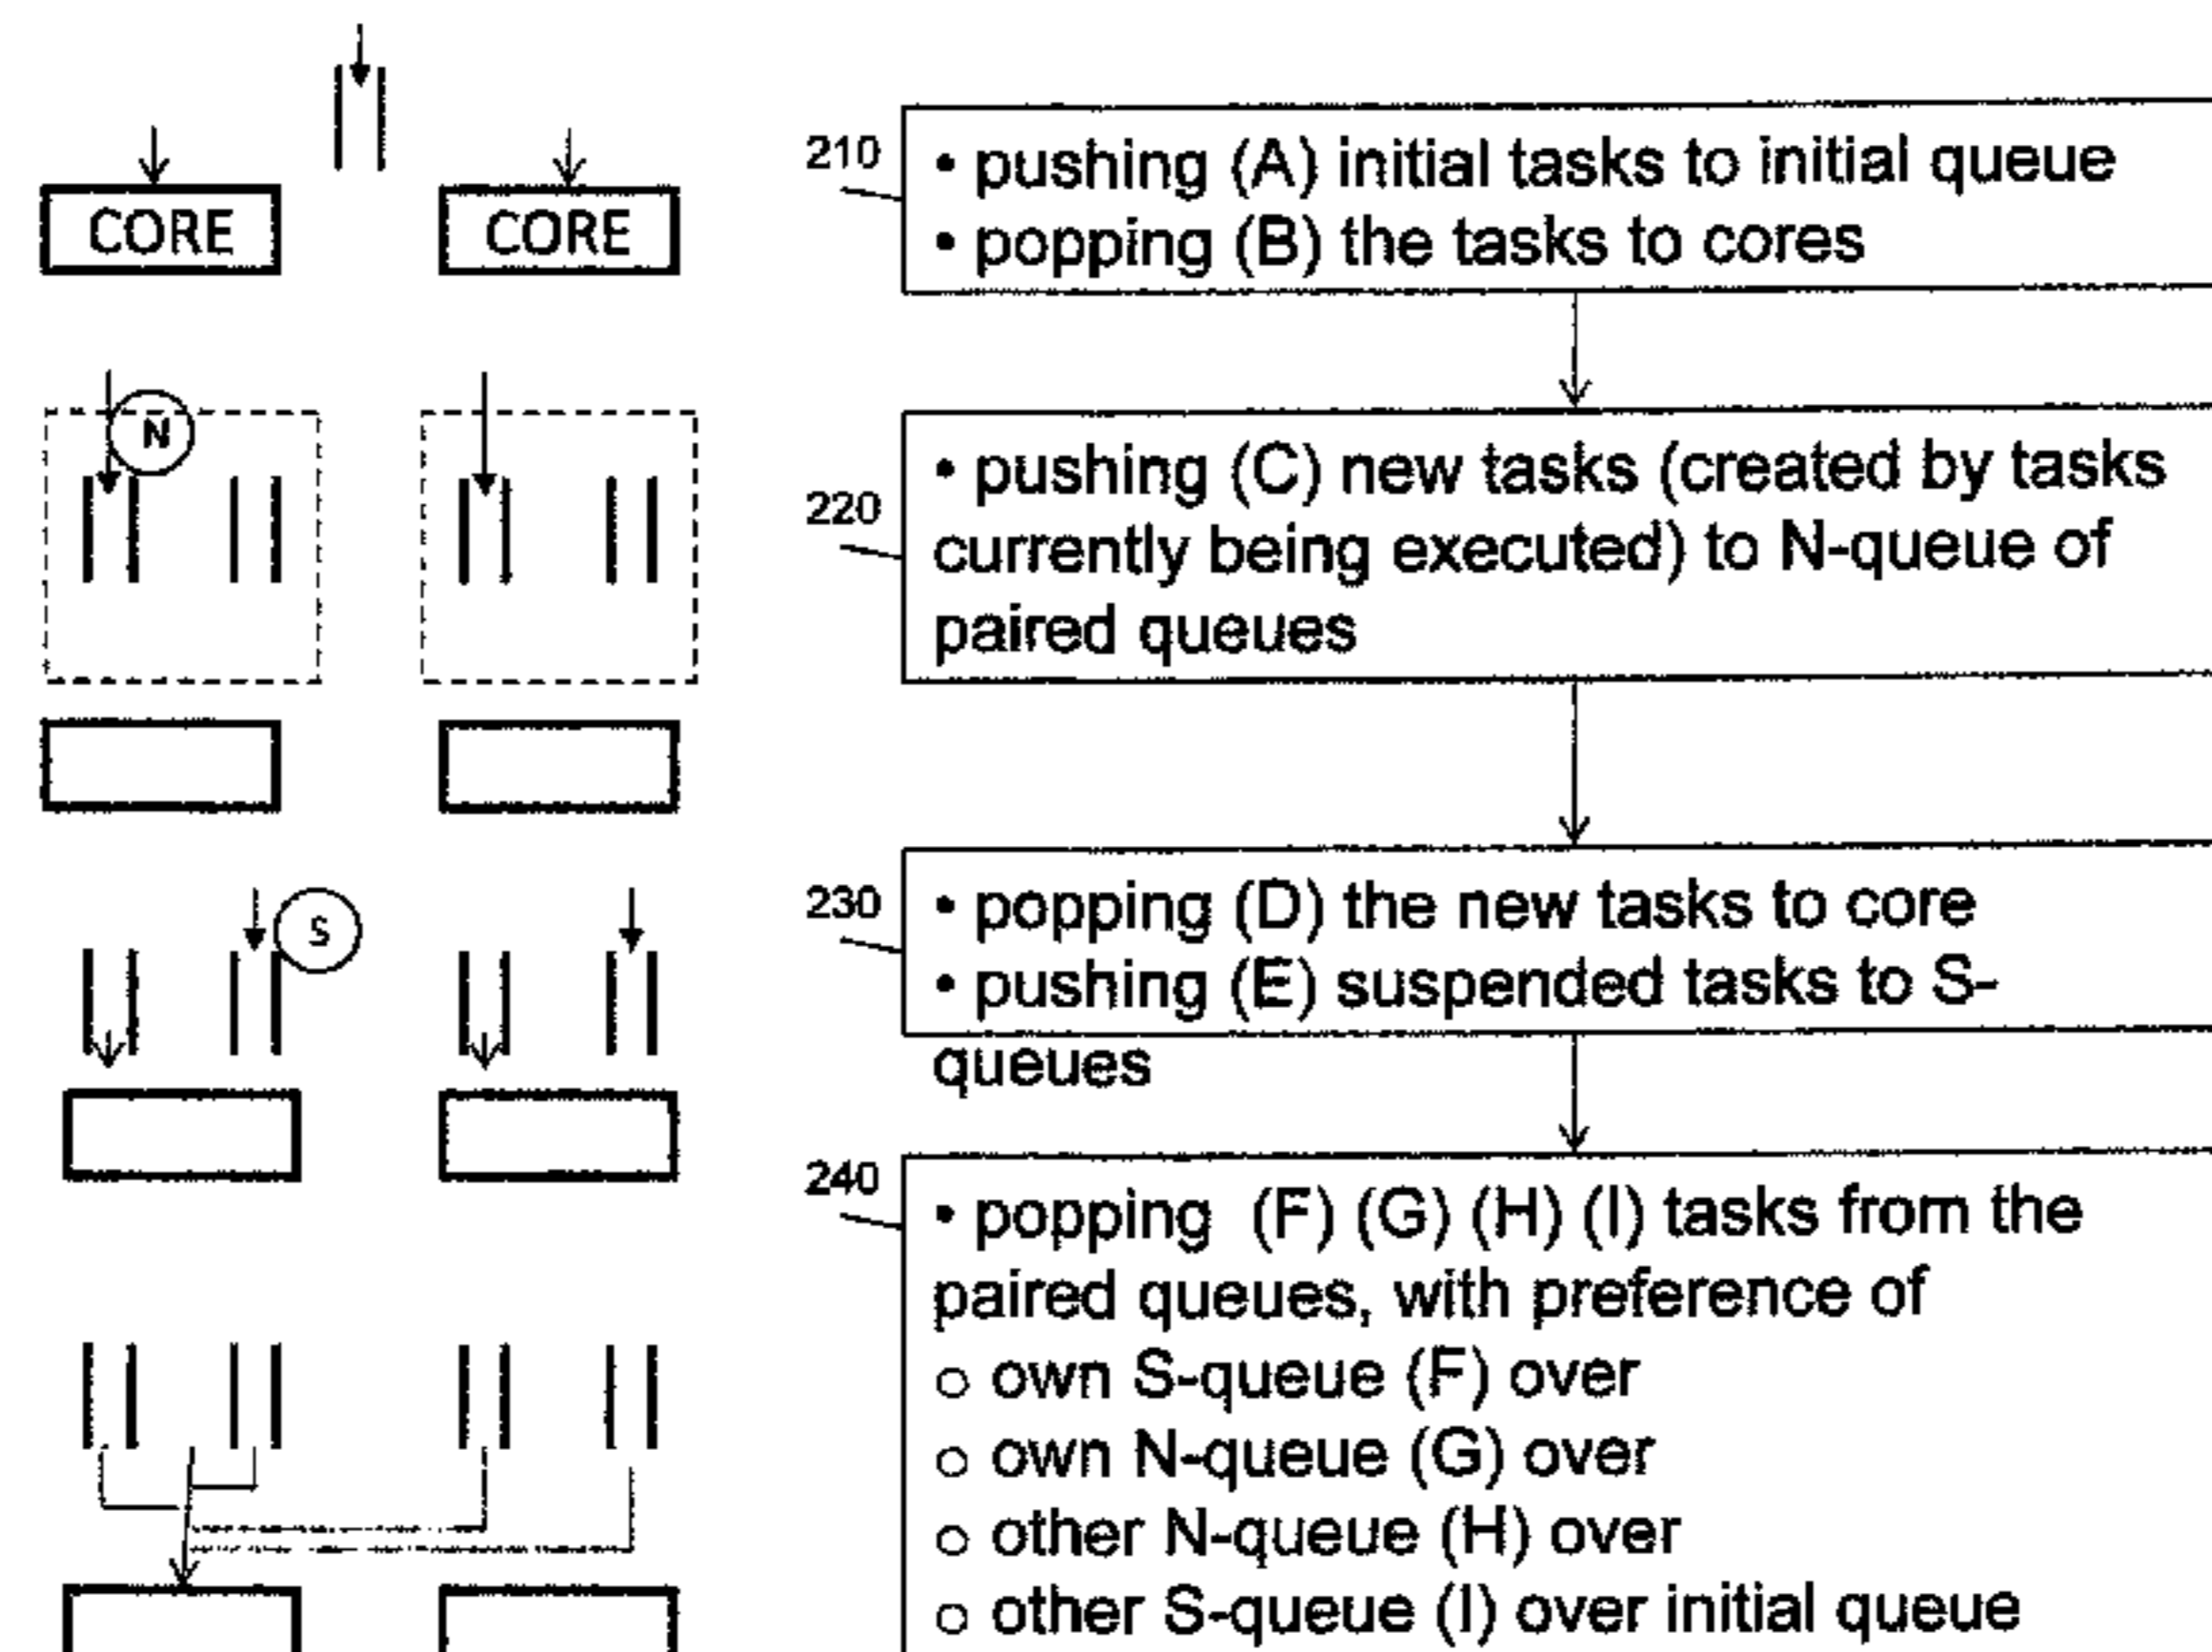 CORE
CORE
210
• pushing (A) initial tasks to initial queue
• popping (B) the tasks to cores
N
220
• pushing (C) new tasks (created by tasks
currently being executed) to N-queue of
paired queues
S
230
• popping (D) the new tasks to core
• pushing (E) suspended tasks to S-
queues
240
• popping (F) (G) (H) (I) tasks from the
paired queues, with preference of
○ own S-queue (F) over
○ own N-queue (G) over
○ other N-queue (H) over
○ other S-queue (I) over initial queue